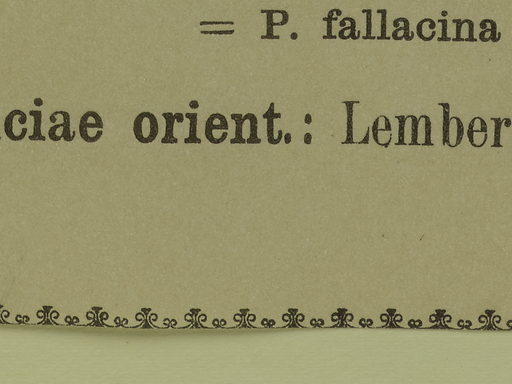 = P. fallacina
ciae orient.: Lember